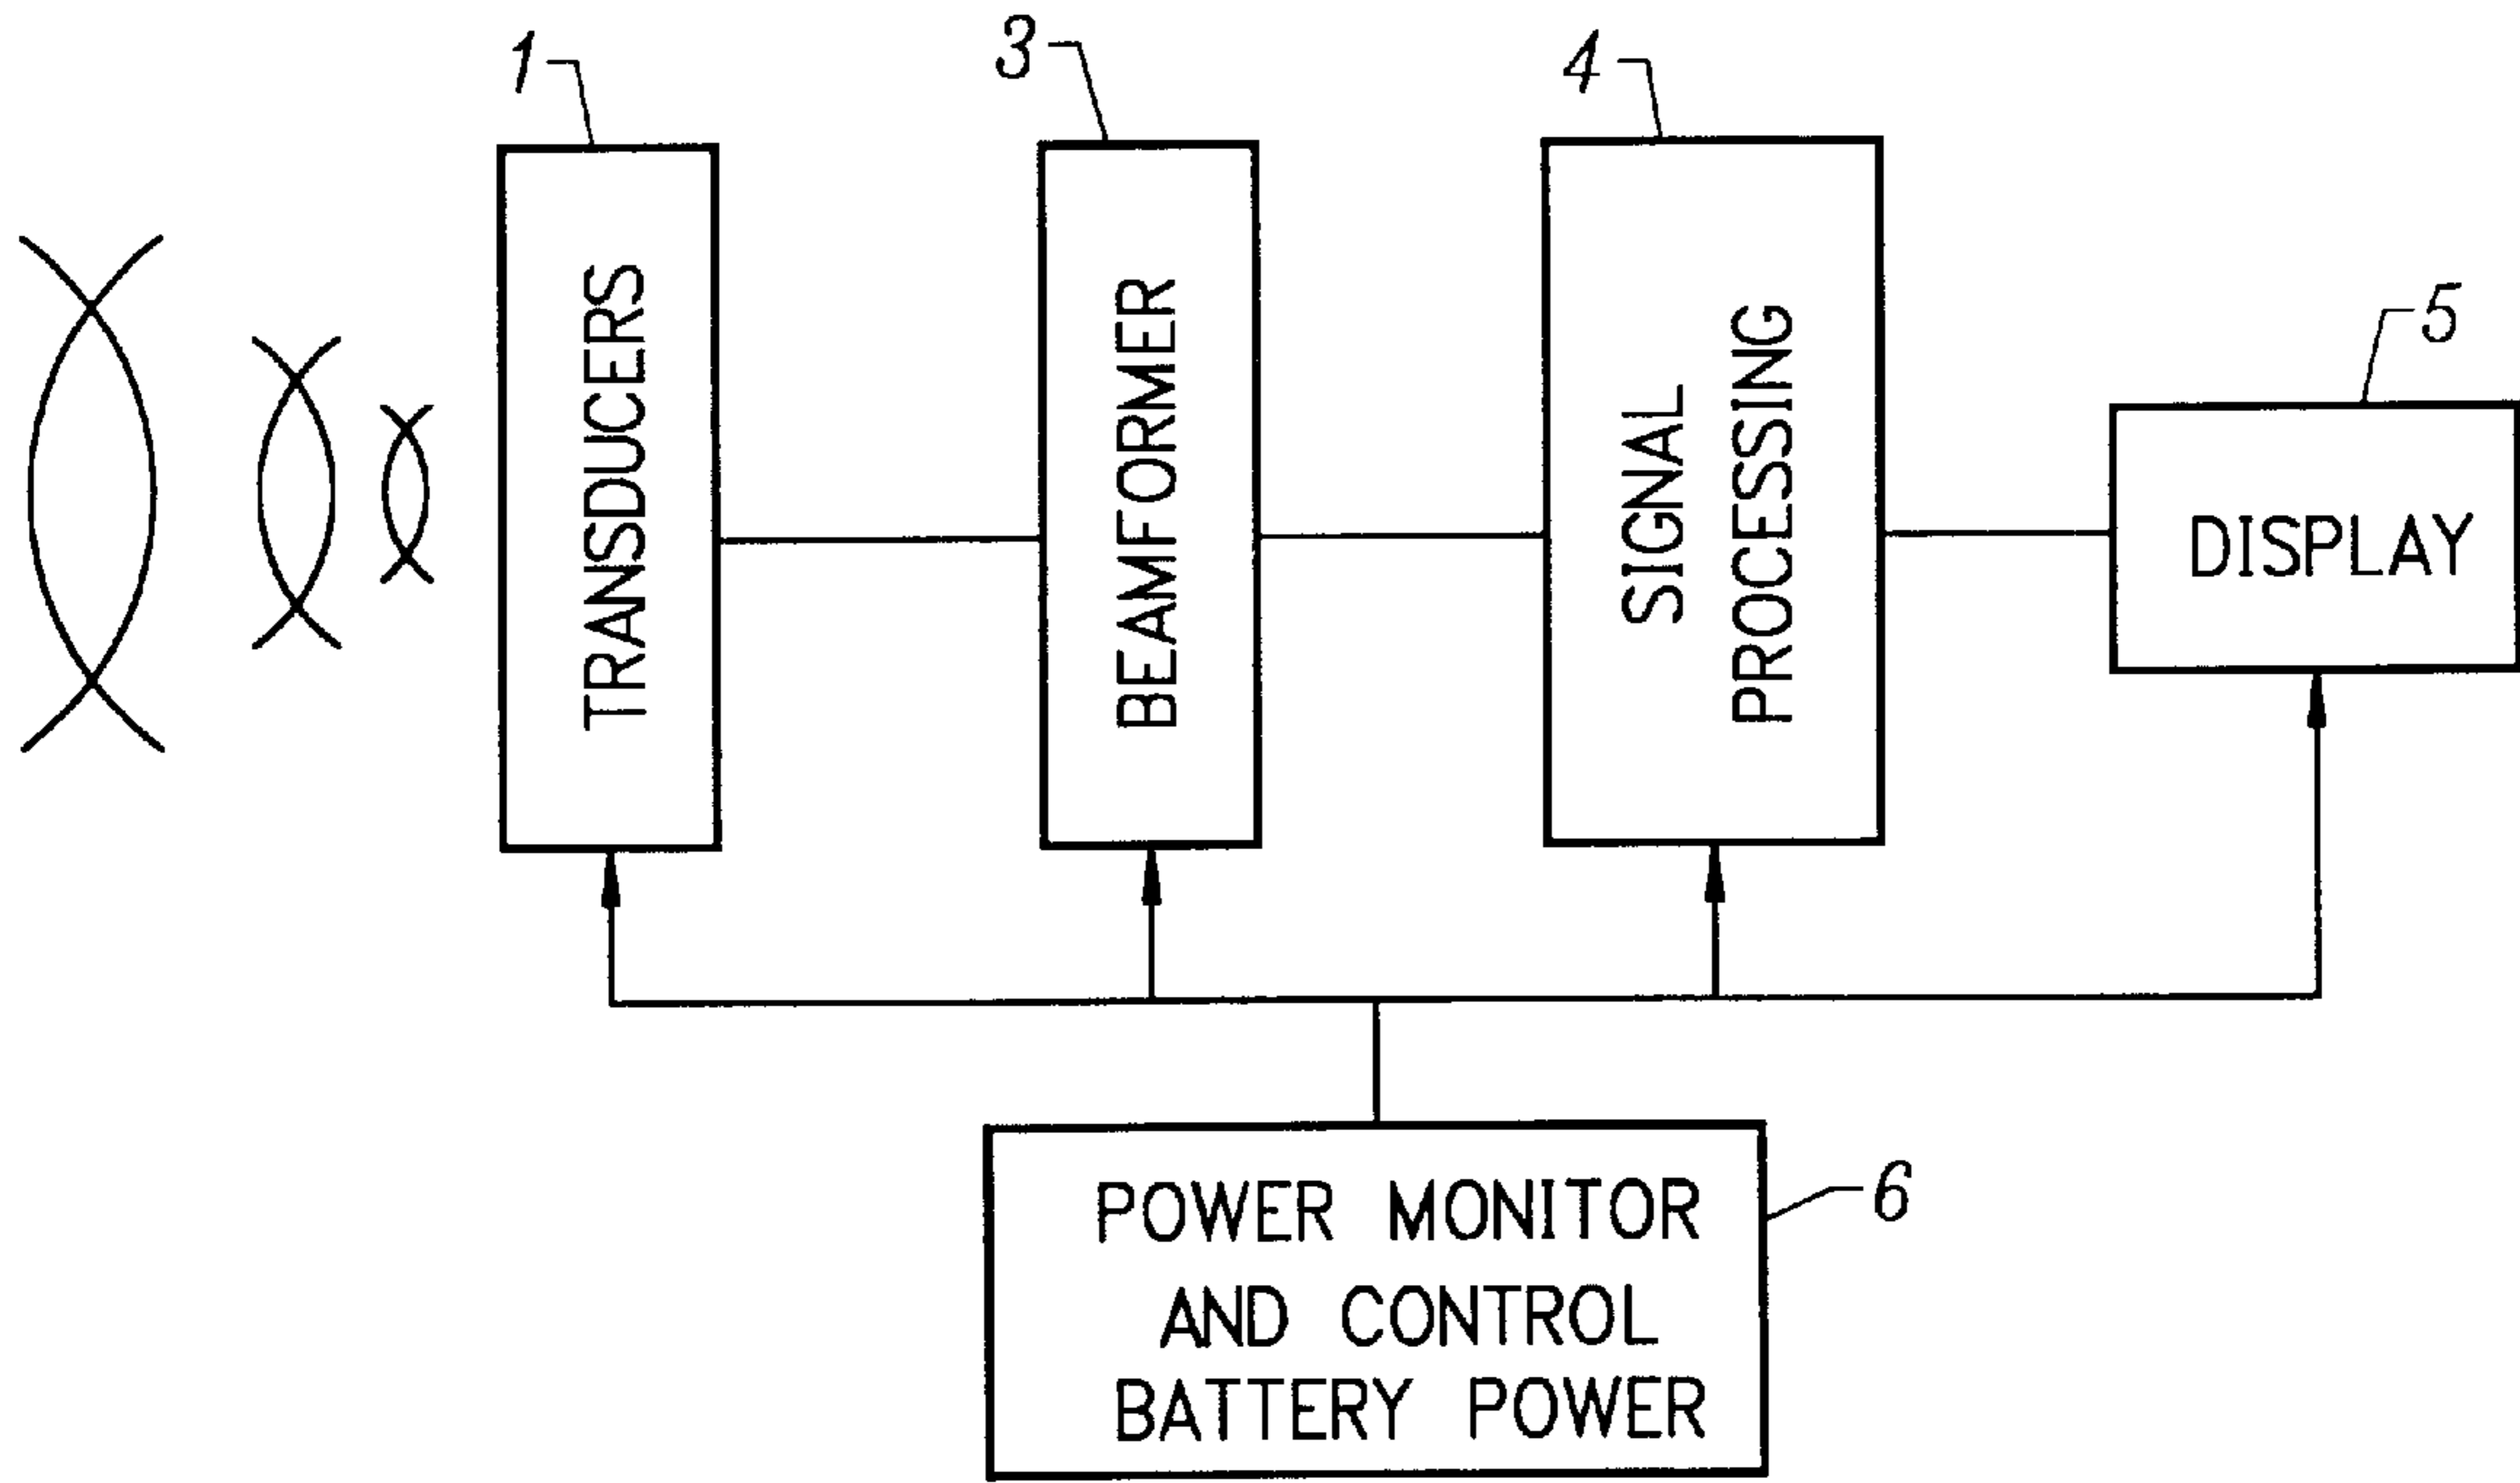 1
3
4
5
TRANSDUCERS
BEAMFORMER
SIGNAL
PROCESSING
DISPLAY
6
POWER MONITOR
AND CONTROL
BATTERY POWER